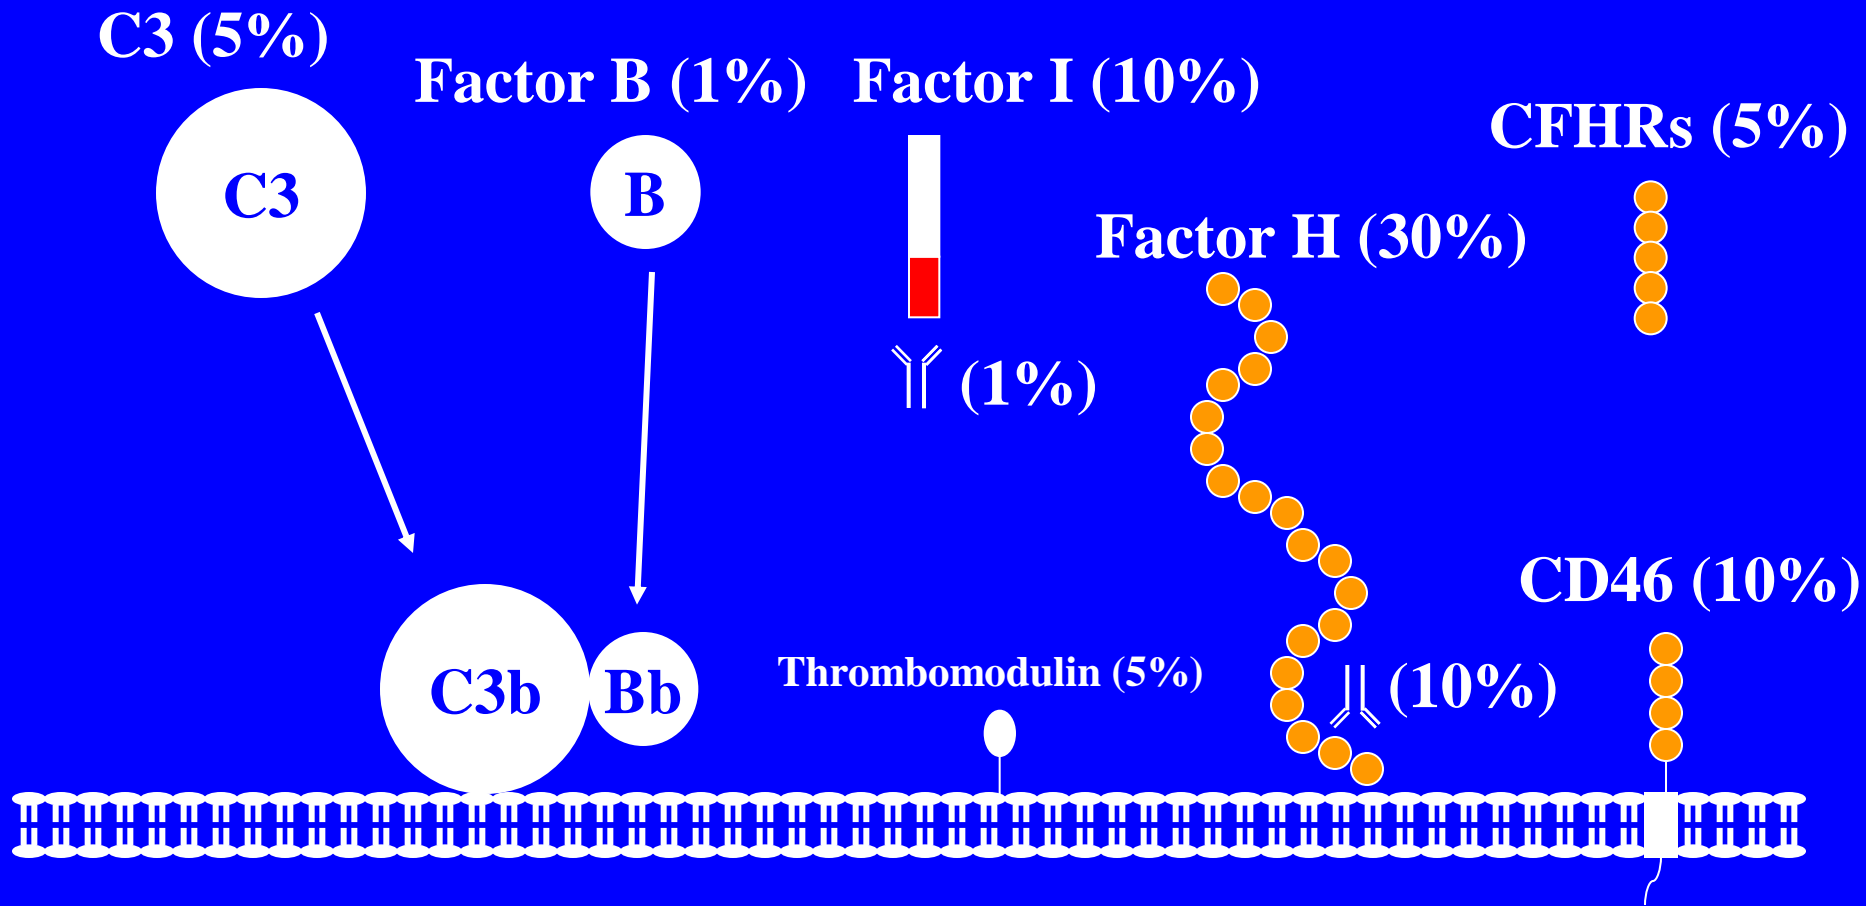 C3 (5%)
Factor B (1%)
Factor I (10%)
CFHRs (5%)
C3
B
Factor H (30%)
(1%)
CD46 (10%)
Thrombomodulin (5%)
(10%)
C3b
Bb